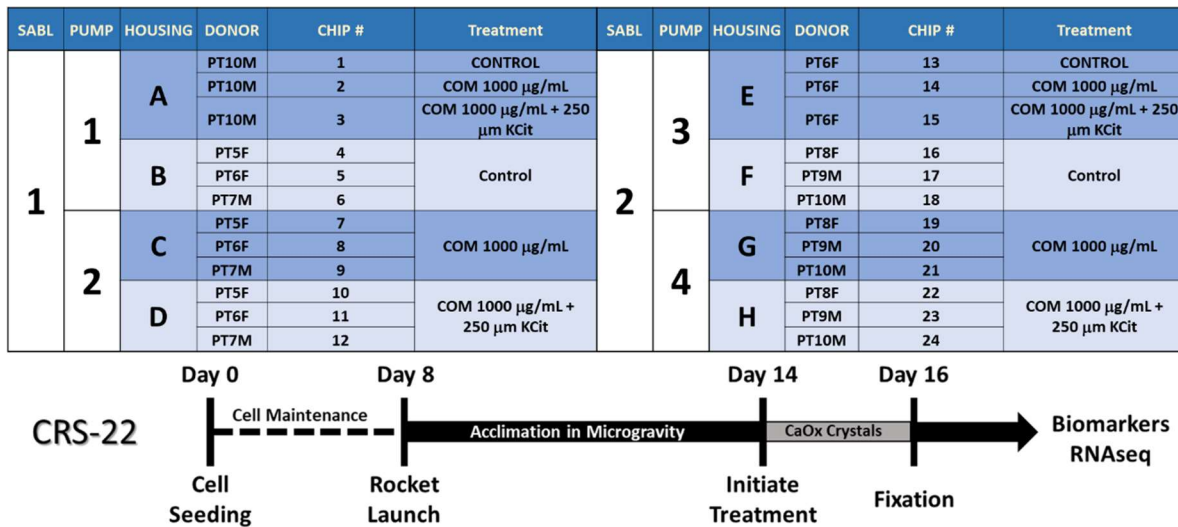 SABL PUMP HOUSING DONOR CHIP # Treatment SABL PUMP HOUSING DONOR CHIP # Treatment
1 1 A PT10M 1 CONTROL 2 3 E PT6F 13 CONTROL
PT10M 2 COM 1000 μg/mL PT6F 14 COM 1000 μg/mL
PT10M 3 COM 1000 μg/mL + 250 PT6F 15 COM 1000 μg/mL + 250
μm KCit μm KCit
B PT5F 4 Control F PT8F 16 Control
PT6F 5 PT9M 17
PT7M 6 PT10M 18
2 C PT5F 7 COM 1000 μg/mL 4 G PT8F 19 COM 1000 μg/mL
PT6F 8 PT9M 20
PT7M 9 PT10M 21
D PT5F 10 COM 1000 μg/mL + H PT8F 22 COM 1000 μg/mL +
PT6F 11 250 μm KCit PT9M 23 250 μm KCit
PT7M 12 PT10M 24
Day 0 Day 8 Day 14 Day 16
CRS-22 Cell Maintenance Acclimation in Microgravity CaOx Crystals Biomarkers
RNAseq
Cell Rocket Initiate Fixation
Seeding Launch Treatment